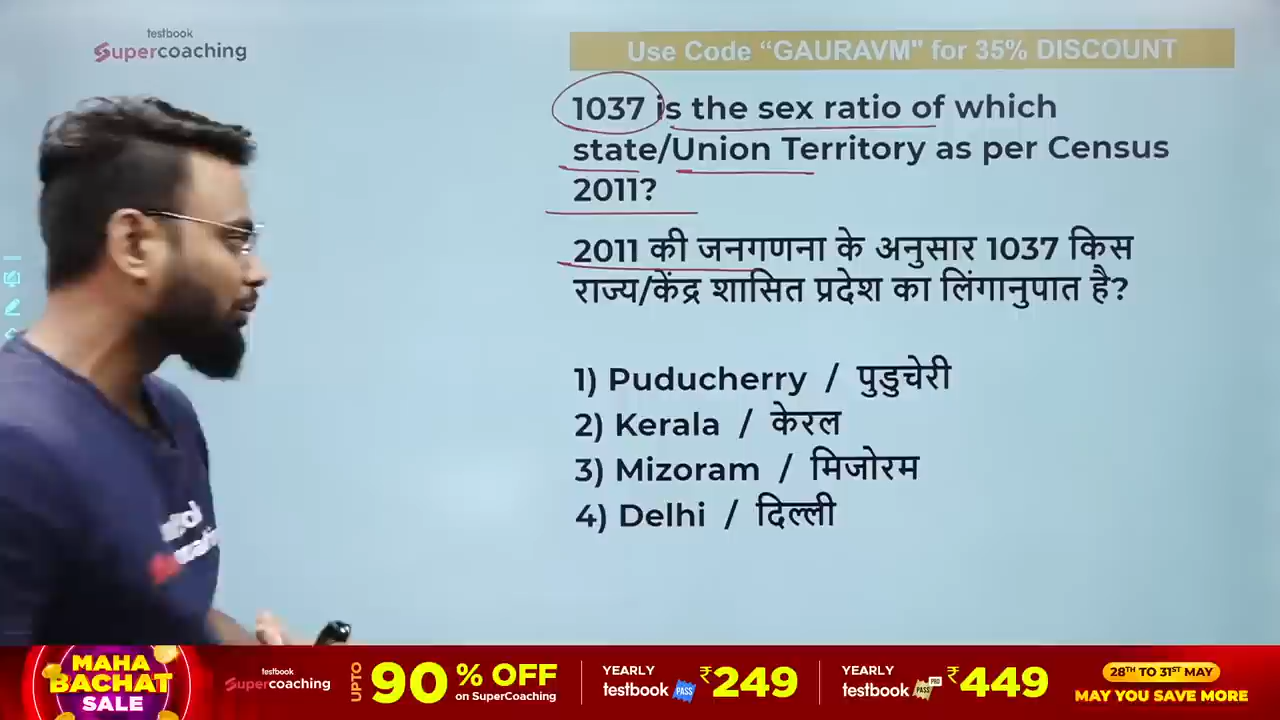 testbook
Supercoaching
Use Code “GAURAVM" for 35% DISCOUNT
1037 is the sex ratio of which
state/Union Territory as per Census
2011?
2011 की जनगणना के अनुसार 1037 किस
राज्य/केंद्र शासित प्रदेश का लिंगानुपात है?
1) Puducherry / पुडुचेरी
2) Kerala / केरल
3) Mizoram / मिजोरम
4) Delhi / दिल्ली
MAHA
BACHAT
SALE
testbook
Supercoaching
UPTO
90 % OFF
on SuperCoaching
YEARLY
testbook PASS
₹249
YEARLY
testbook PASS PRO
₹449
28TH TO 31ST MAY
MAY YOU SAVE MORE